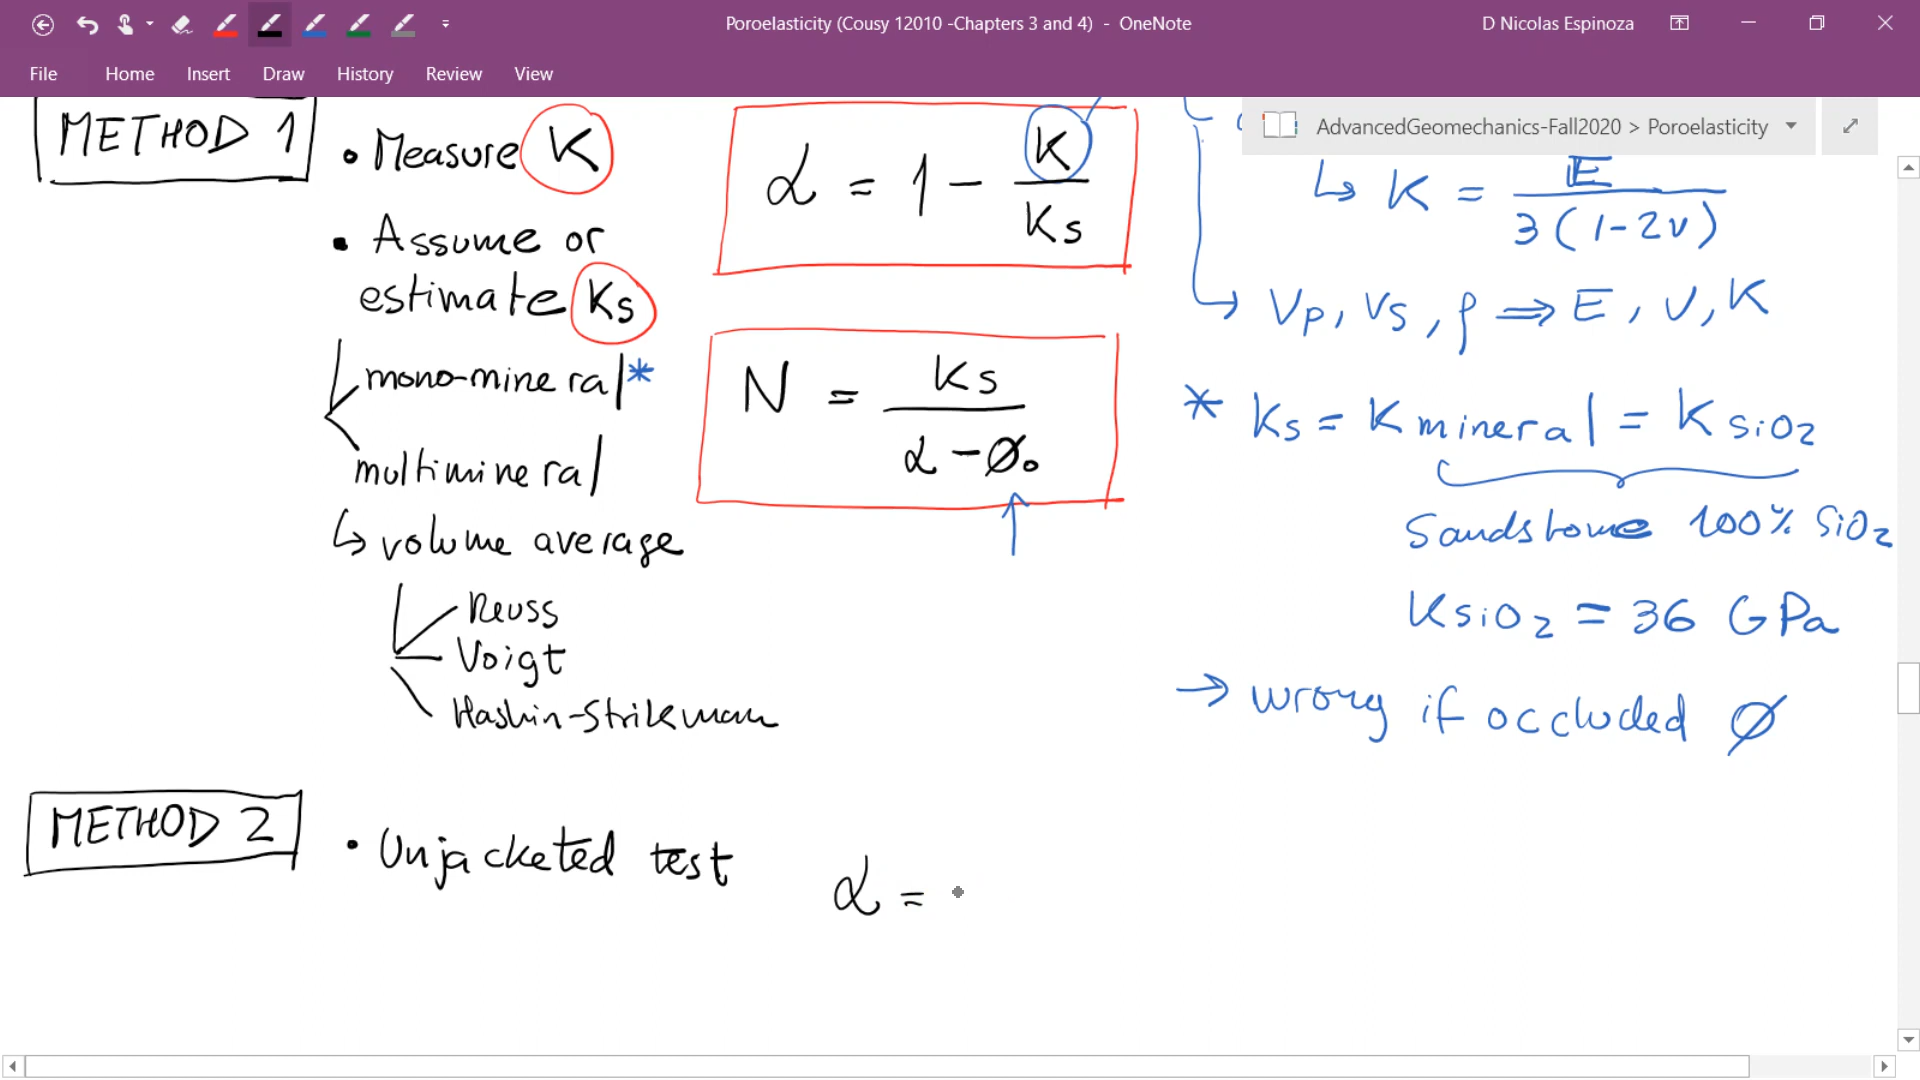 Poroelasticity (Cousy 12010 -Chapters 3 and 4) - OneNote
D Nicolas Espinoza
File Home Insert Draw History Review View
AdvancedGeomechanics-Fall2020 > Poroelasticity
METHOD 1
• Measure K
• Assume or
estimate Ks
mono-mineral*
multimineral
↳ volume average
Reuss
Voigt
Hashin-Strikman
α = 1 - K/Ks
N = Ks/(α - ∅₀)
↳ K = E/(3(1-2ν))
↳ Vp, Vs, ρ ⇒ E, ν, K
* Ks = Kmineral = K SiO₂
Sandstone 100% SiO₂
K SiO₂ = 36 GPa
→ wrong if occluded ∅
METHOD 2
• Unjacketed test
α =